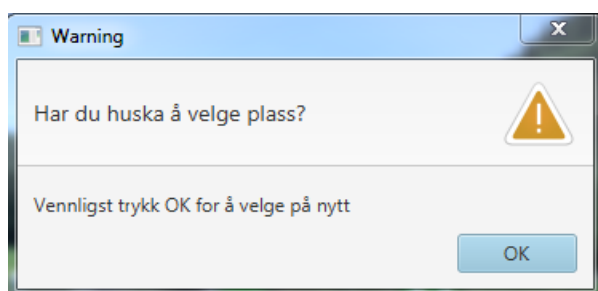 Warning
Har du huska å velge plass?
Vennligst trykk OK for å velge på nytt
OK